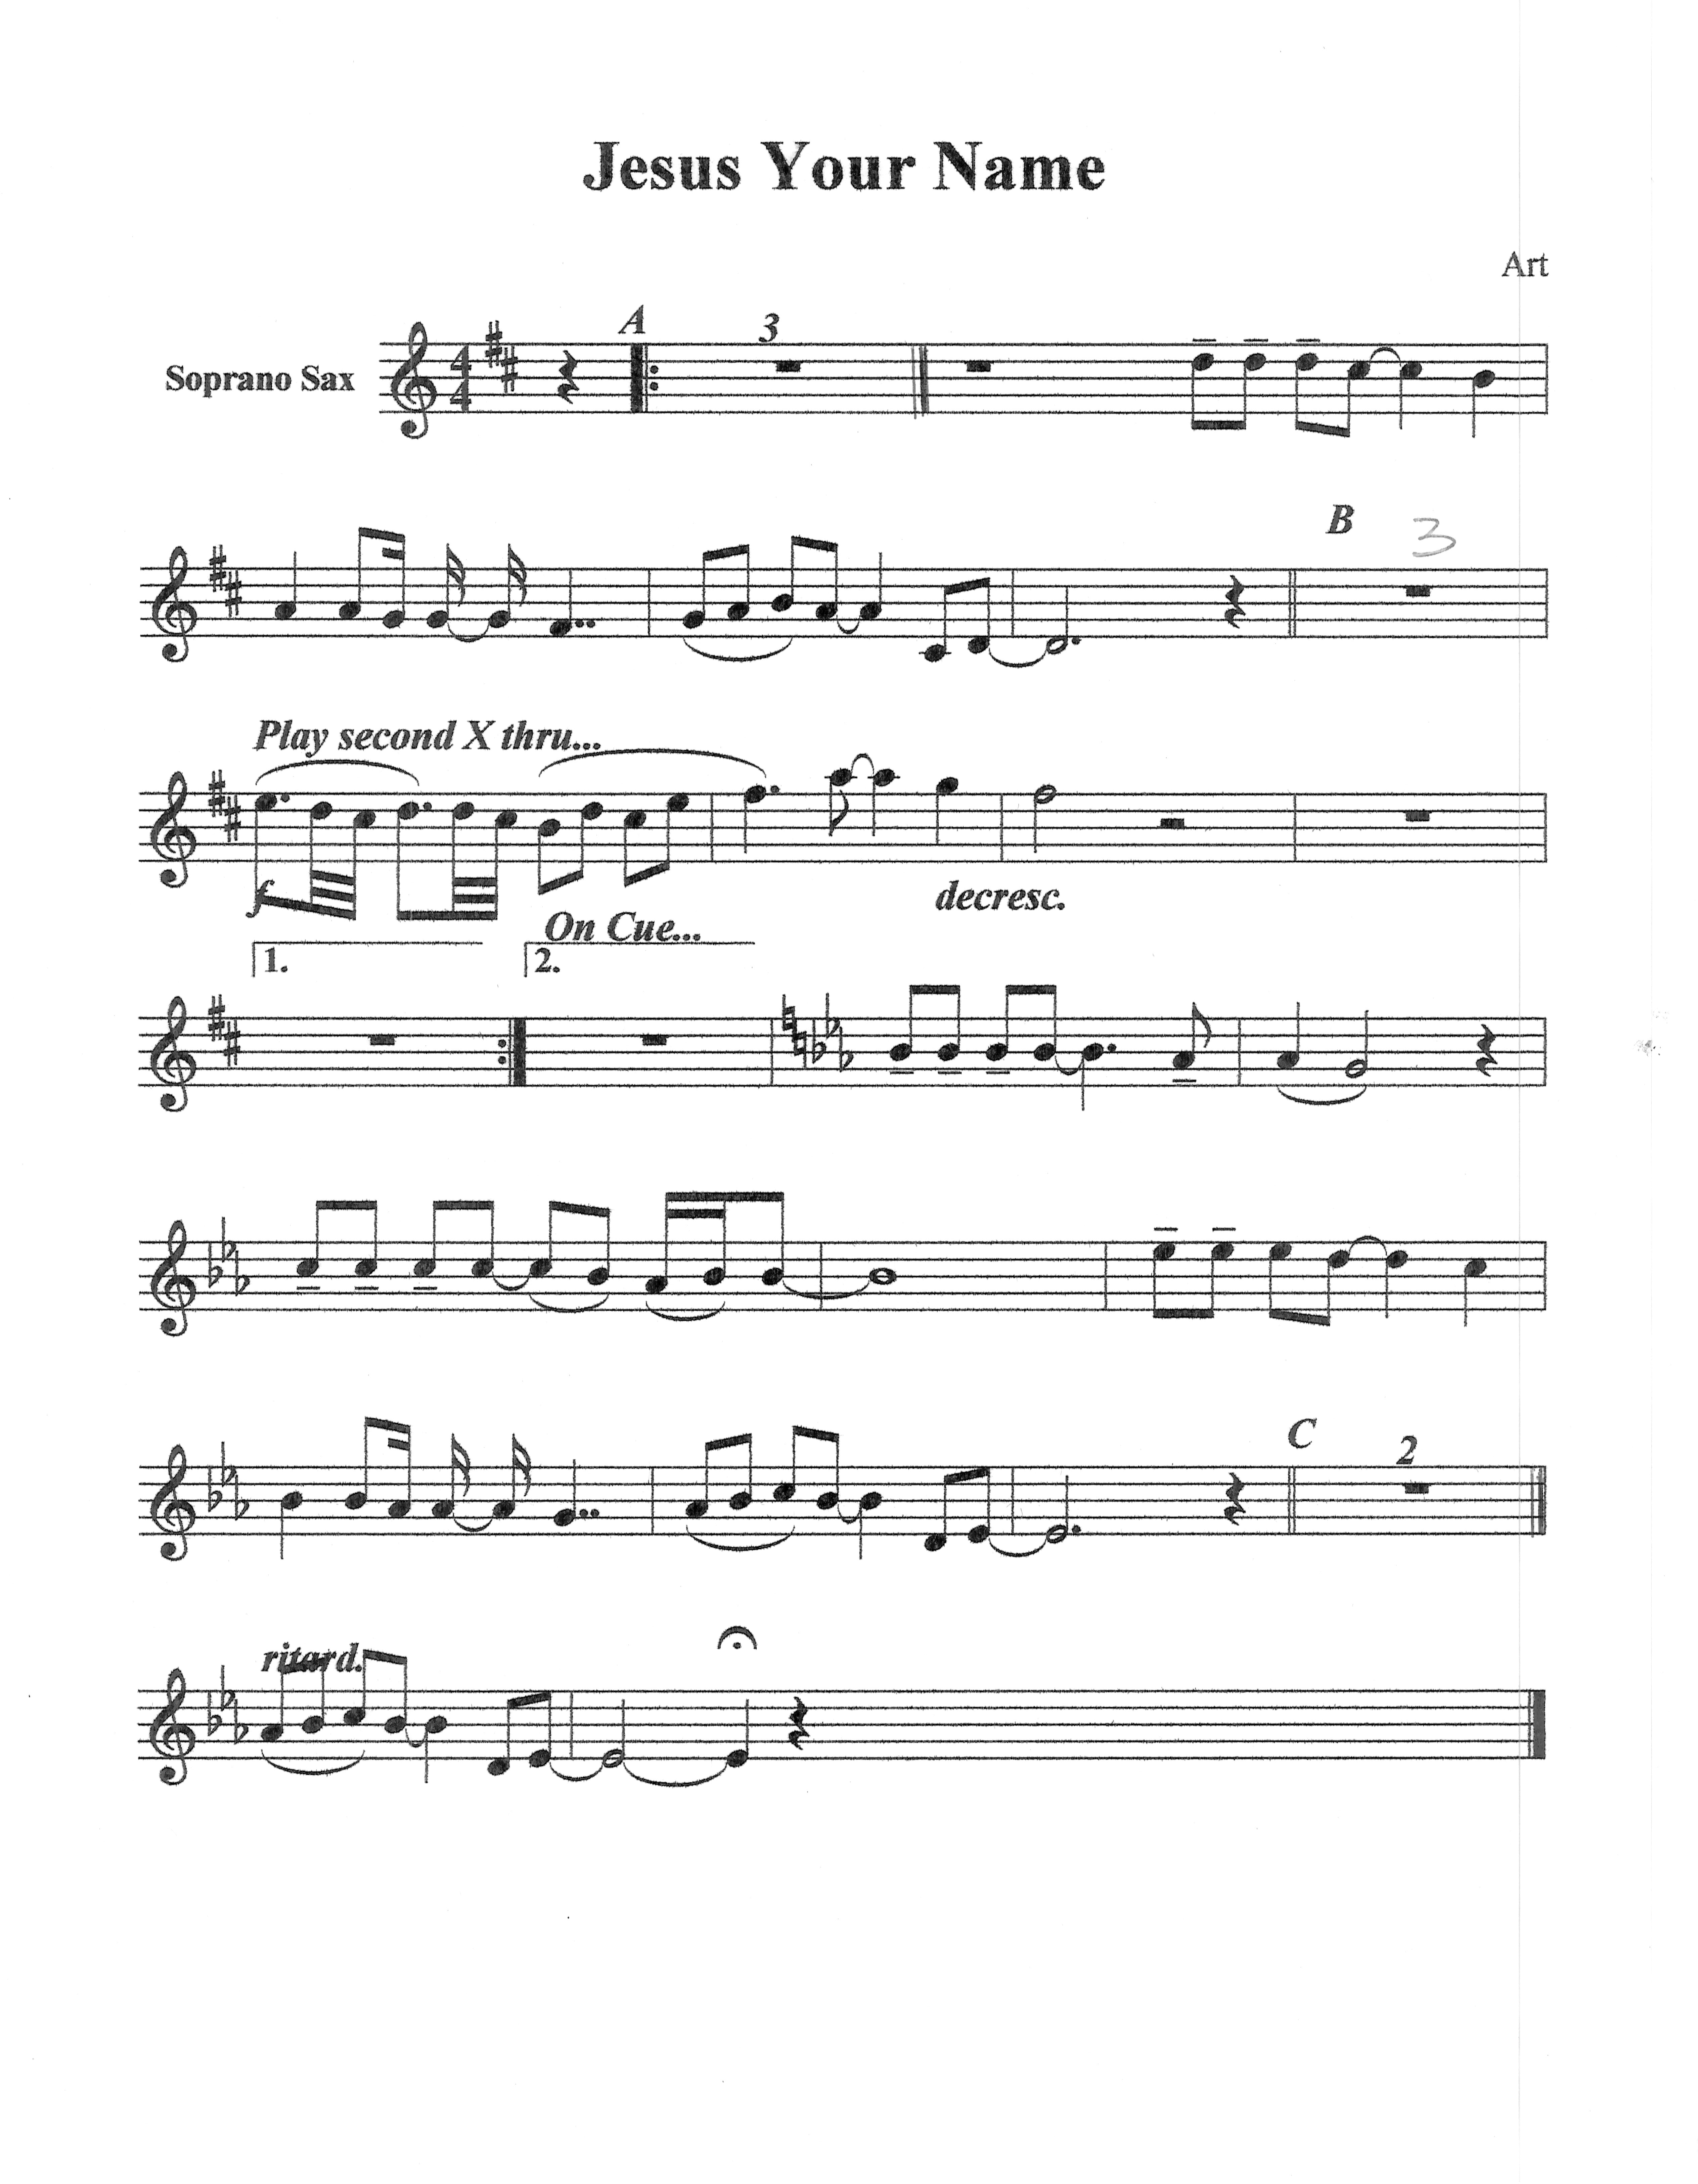 Jesus Your Name
Art
A
3
Soprano Sax
4
4
B
3
Play second X thru...
f
decresc.
On Cue...
1.
2.
C
2
ritard.